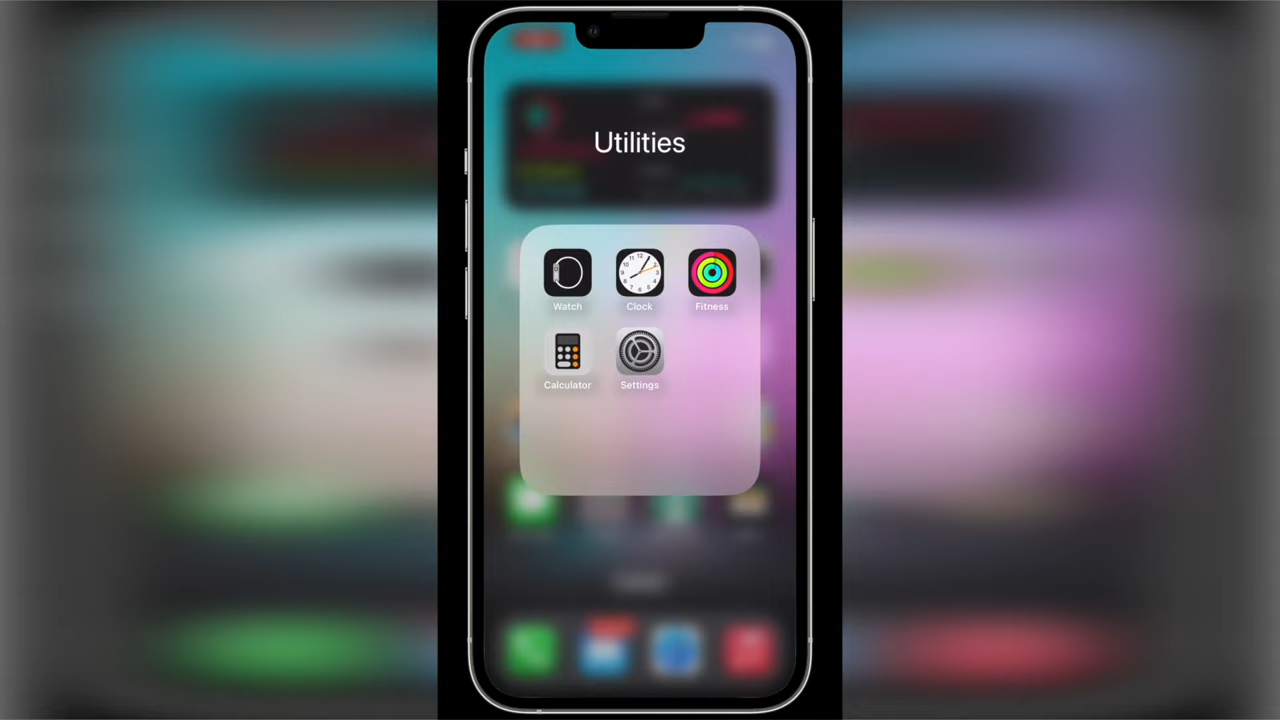 Utilities
Watch
Clock
Fitness
Calculator
Settings